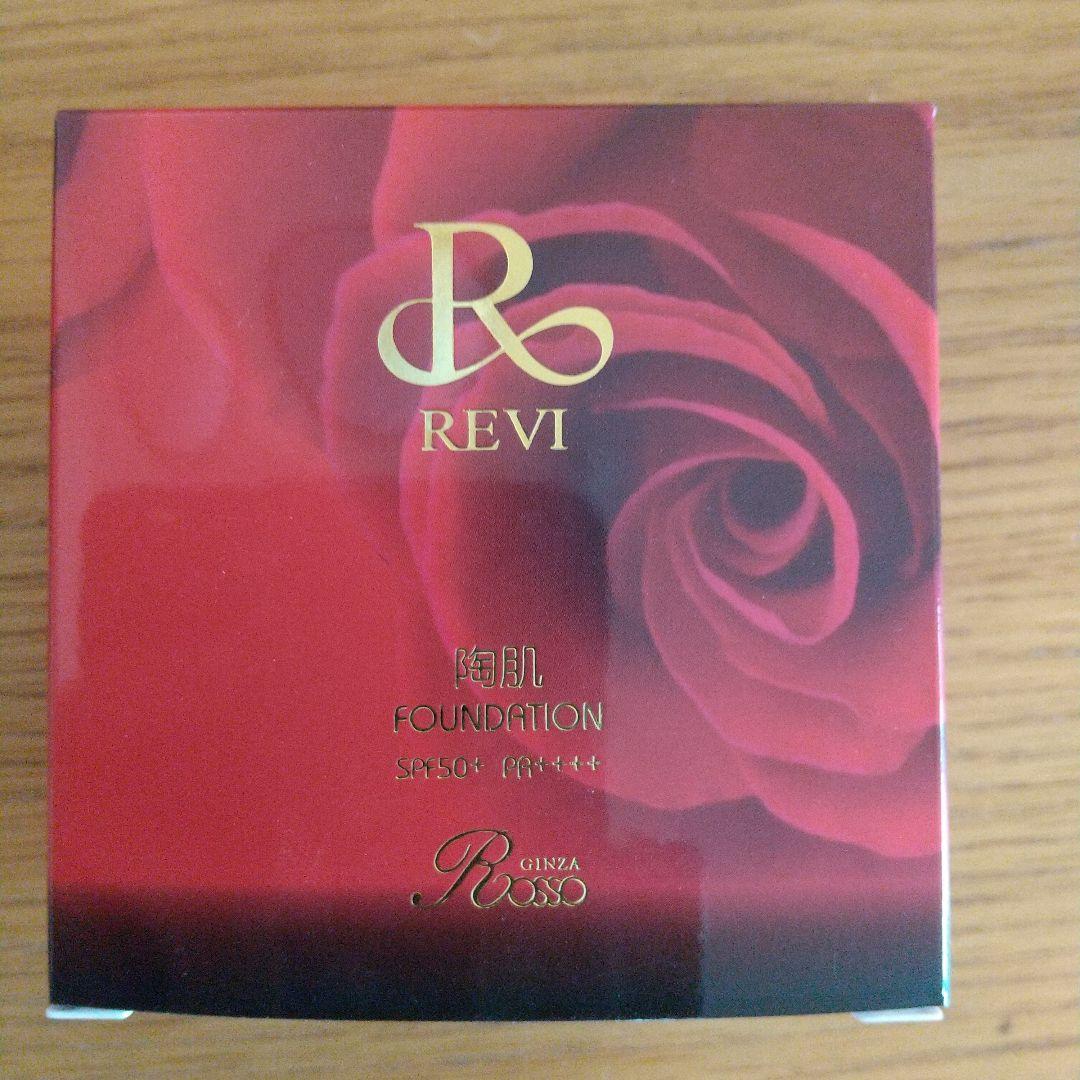 R
REVI
陶肌
FOUNDATION
SPF50+ PA++++
GINZA
Rosso